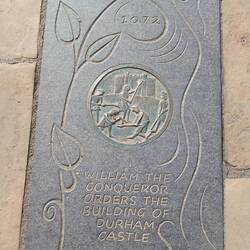 1072
WILLIAM THE
CONQUEROR
ORDERS THE
BUILDING OF
DURHAM
CASTLE